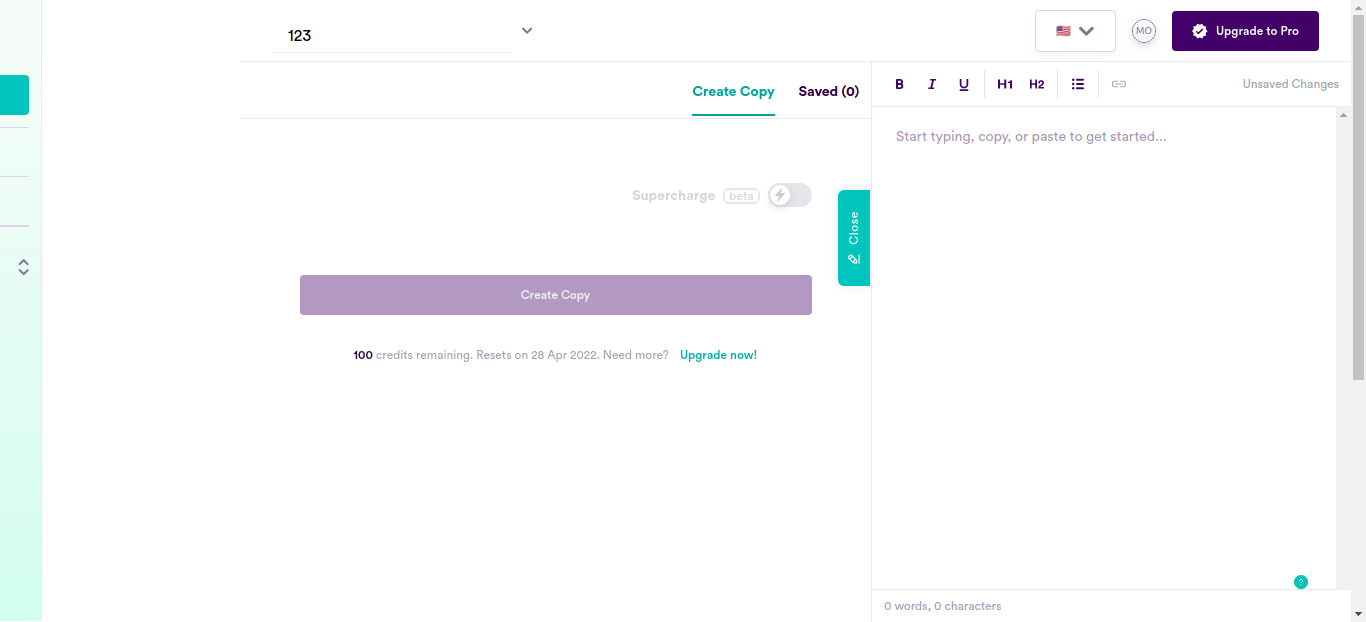 123
MO
Upgrade to Pro
Create Copy
Saved (0)
B I U H1 H2
Unsaved Changes
Start typing, copy, or paste to get started...
Supercharge beta
Close
Create Copy
100 credits remaining. Resets on 28 Apr 2022. Need more? Upgrade now!
?
0 words, 0 characters